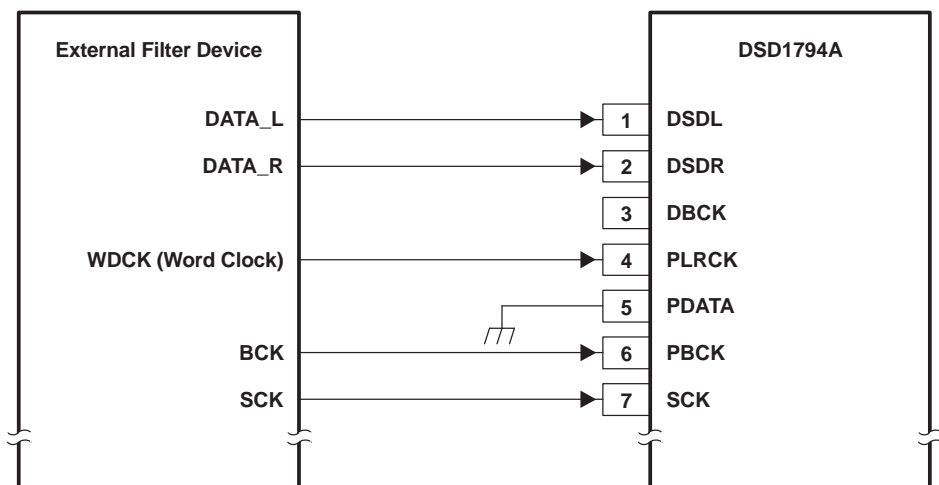 External Filter Device
DSD1794A
DATA_L
1
DSDL
DATA_R
2
DSDR
3
DBCK
WDCK (Word Clock)
4
PLRCK
5
PDATA
BCK
6
PBCK
SCK
7
SCK